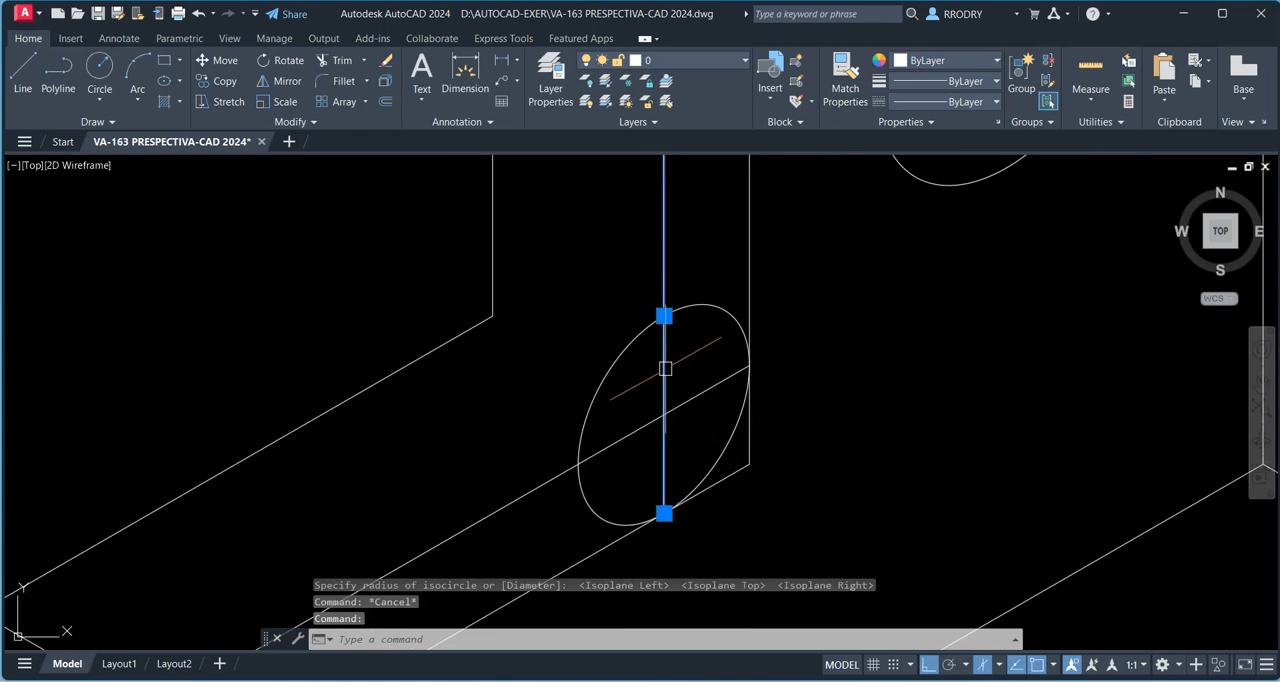 A Share Autodesk AutoCAD 2024 D:\AUTOCAD-EXER\VA-163 PRESPECTIVA-CAD 2024.dwg Type a keyword or phrase RRODRY
Home Insert Annotate Parametric View Manage Output Add-ins Collaborate Express Tools Featured Apps
Move Rotate Trim 0 ByLayer
Copy Mirror Fillet ByLayer
Line Polyline Circle Arc Text Dimension Layer Insert Match Group Measure Paste Base
Stretch Scale Array Properties Properties ByLayer
Draw Modify Annotation Layers Block Properties Groups Utilities Clipboard View
Start VA-163 PRESPECTIVA-CAD 2024*
[−][Top][2D Wireframe]
N
W TOP E
S
WCS
Specify radius of isocircle or [Diameter]: <Isoplane Left> <Isoplane Top> <Isoplane Right>
Y
Command: *Cancel*
Command:
X
Type a command
Model Layout1 Layout2 MODEL 1:1